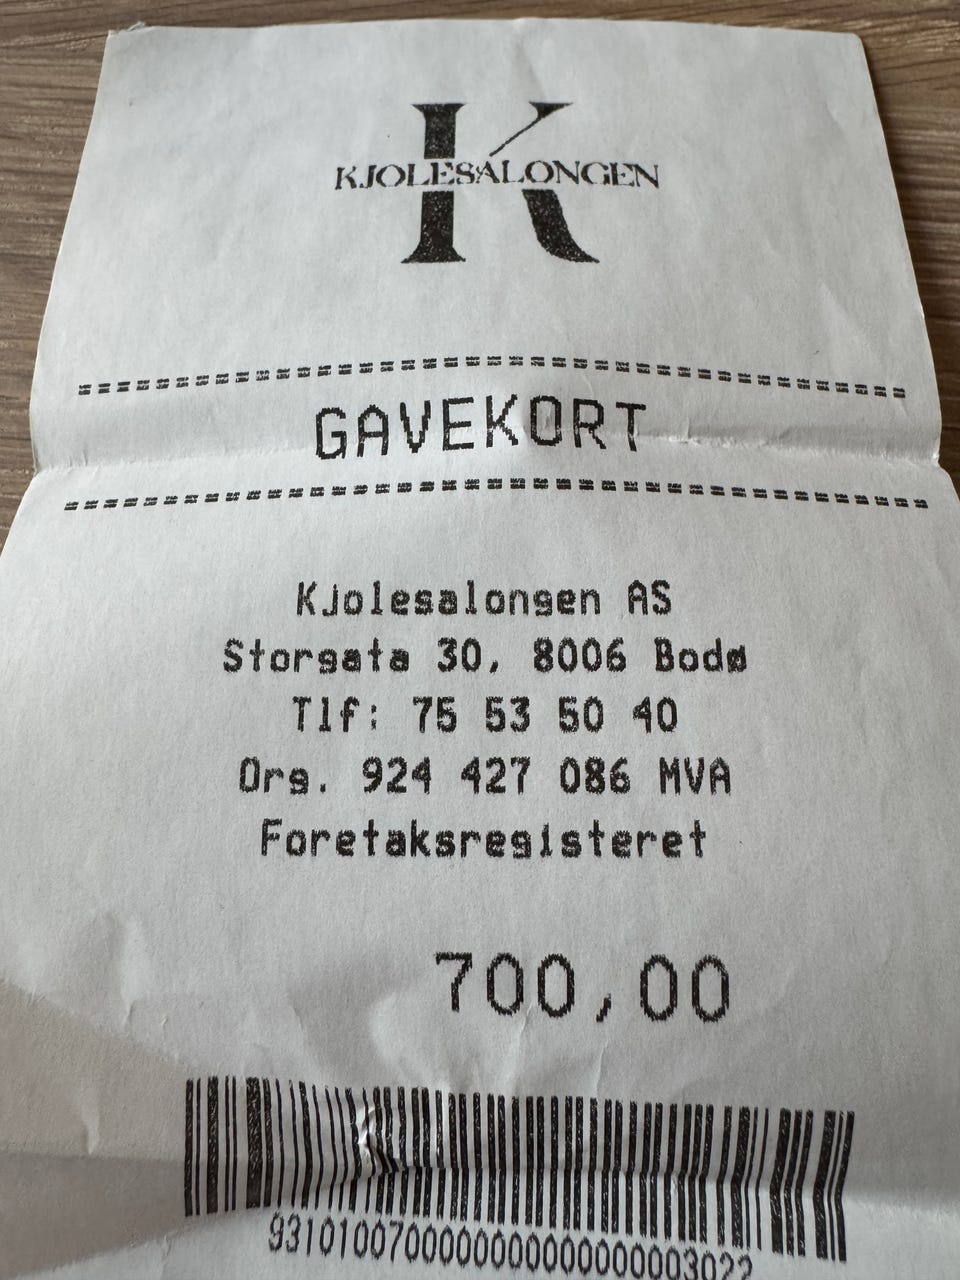 KJOLESALONGEN
GAVEKORT
Kjolesalongen AS
Storgata 30, 8006 Bodø
Tlf: 75 53 50 40
Org. 924 427 086 MVA
Foretaksregisteret
700,00